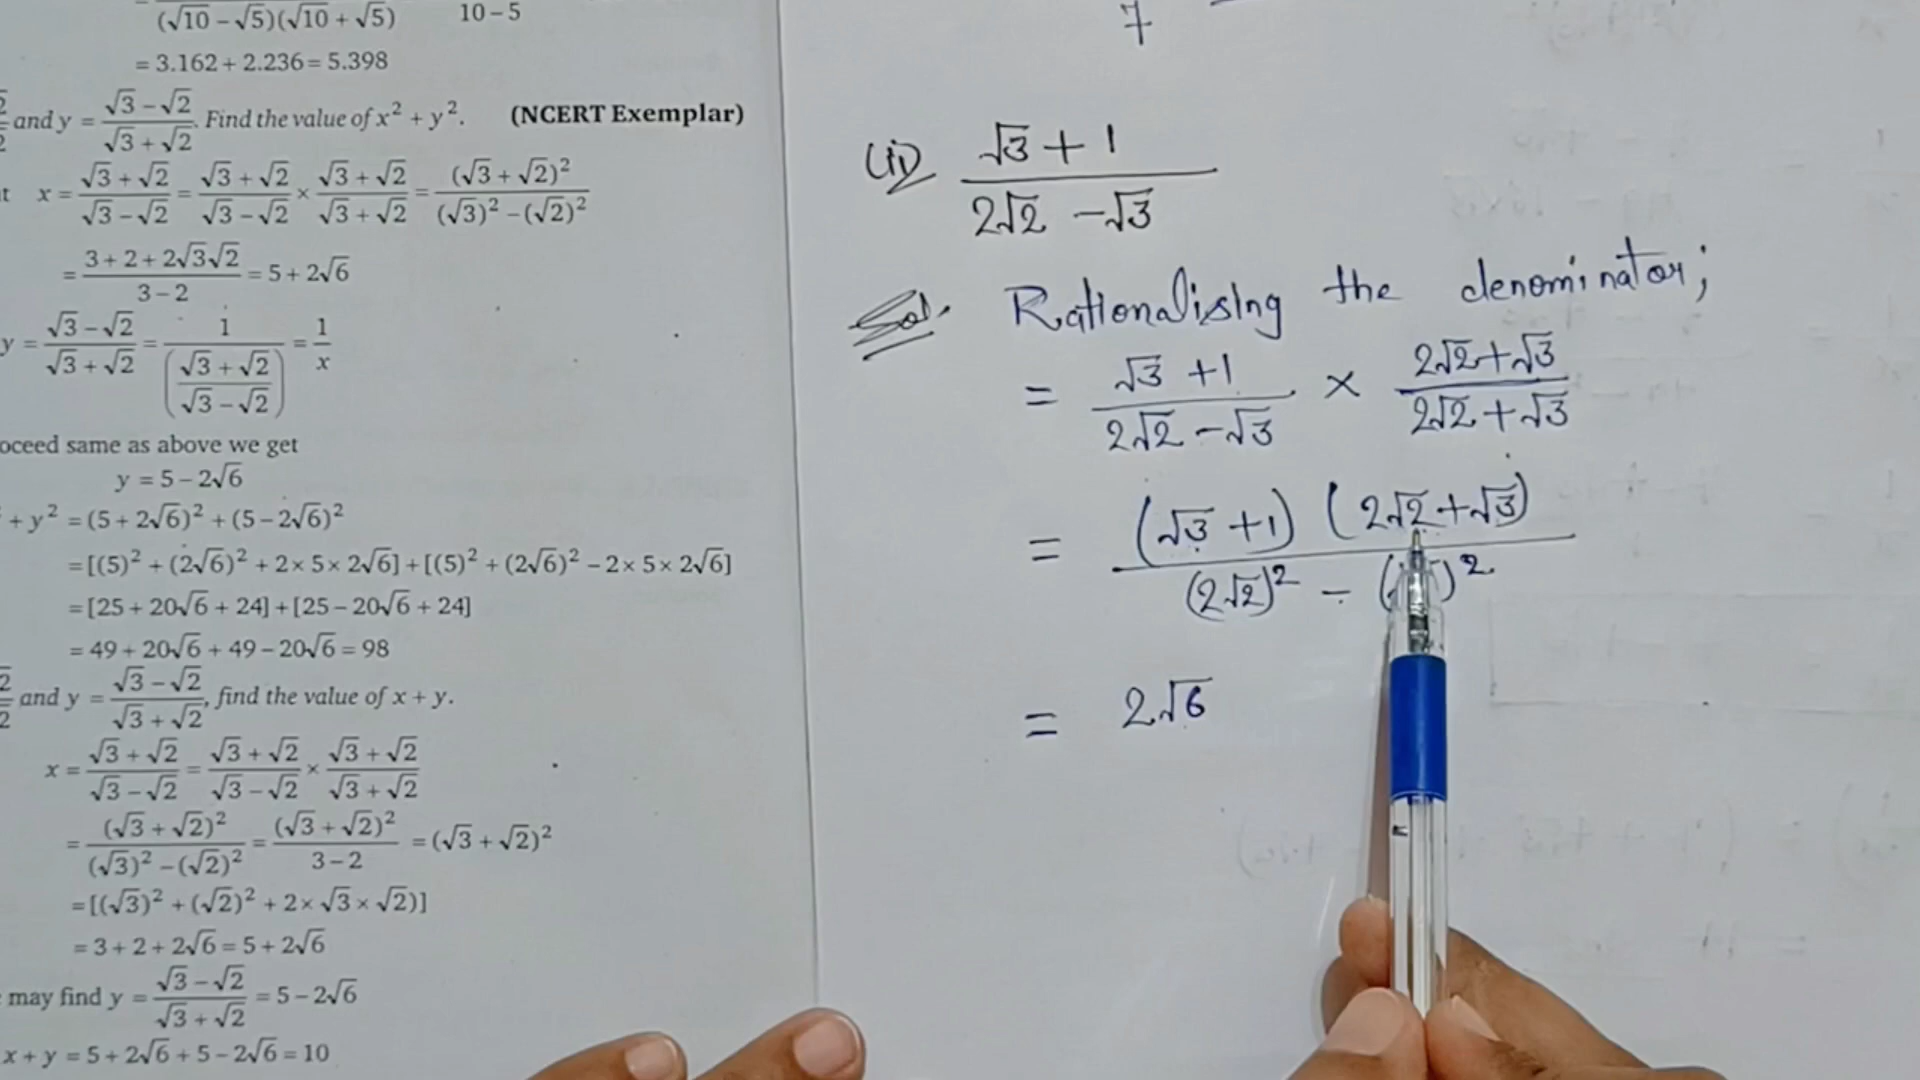 (√10 − √5)(√10 + √5) 10 − 5
= 3.162 + 2.236 = 5.398
and y = (√3 − √2)/(√3 + √2). Find the value of x² + y². (NCERT Exemplar)
x = (√3 + √2)/(√3 − √2) = (√3 + √2)/(√3 − √2) × (√3 + √2)/(√3 + √2) = (√3 + √2)²/((√3)² − (√2)²)
= (3 + 2 + 2√3√2)/(3 − 2) = 5 + 2√6
y = (√3 − √2)/(√3 + √2) = 1/((√3 + √2)/(√3 − √2)) = 1/x
oceed same as above we get
y = 5 − 2√6
+ y² = (5 + 2√6)² + (5 − 2√6)²
= [(5)² + (2√6)² + 2 × 5 × 2√6] + [(5)² + (2√6)² − 2 × 5 × 2√6]
= [25 + 20√6 + 24] + [25 − 20√6 + 24]
= 49 + 20√6 + 49 − 20√6 = 98
and y = (√3 − √2)/(√3 + √2), find the value of x + y.
x = (√3 + √2)/(√3 − √2) = (√3 + √2)/(√3 − √2) × (√3 + √2)/(√3 + √2)
= (√3 + √2)²/((√3)² − (√2)²) = (√3 + √2)²/(3 − 2) = (√3 + √2)²
= [(√3)² + (√2)² + 2 × √3 × √2)]
= 3 + 2 + 2√6 = 5 + 2√6
may find y = (√3 − √2)/(√3 + √2) = 5 − 2√6
x + y = 5 + 2√6 + 5 − 2√6 = 10
7
(√3 + 1)/(2√2 − √3)
Sol. Rationalising the denominator;
= (√3 + 1)/(2√2 − √3) × (2√2 + √3)/(2√2 + √3)
= (√3 + 1) (2√2 + √3)
(2√2)² − ( )²
= 2√6